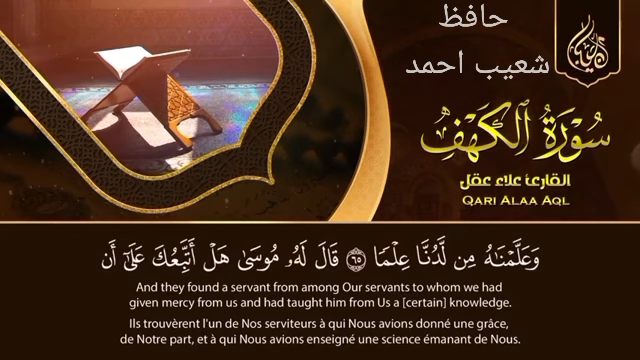 حافظ
شعيب احمد
سُورَةُ ٱلْكَهْفِ
القارئ علاء عقل
QARI ALAA AQL
وَعَلَّمْنَٰهُ مِن لَّدُنَّا عِلْمًا ٦٥ قَالَ لَهُۥ مُوسَىٰ هَلْ أَتَّبِعُكَ عَلَىٰٓ أَن
And they found a servant from among Our servants to whom we had
given mercy from us and had taught him from Us a [certain] knowledge.
Ils trouvèrent l'un de Nos serviteurs à qui Nous avions donné une grâce,
de Notre part, et à qui Nous avions enseigné une science émanant de Nous.